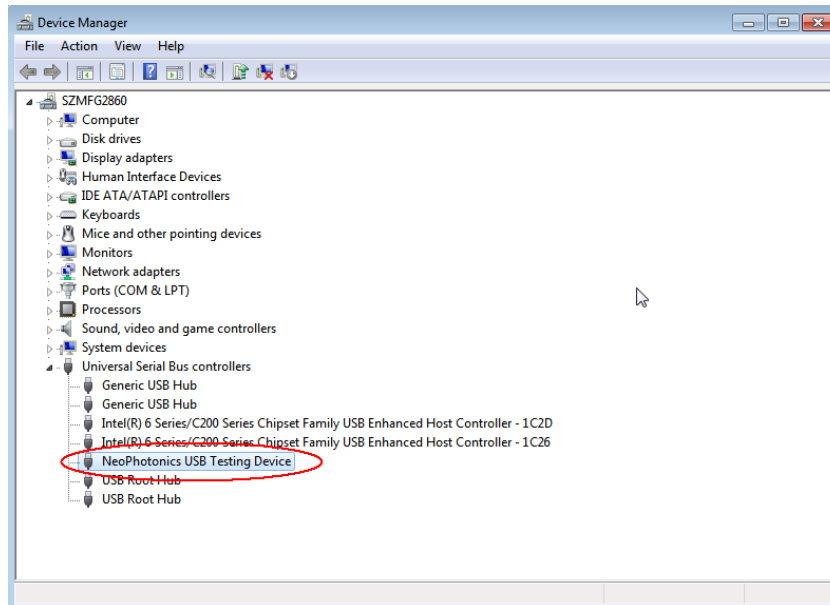 Device Manager
File Action View Help
SZMFG2860
Computer
Disk drives
Display adapters
Human Interface Devices
IDE ATA/ATAPI controllers
Keyboards
Mice and other pointing devices
Monitors
Network adapters
Ports (COM & LPT)
Processors
Sound, video and game controllers
System devices
Universal Serial Bus controllers
Generic USB Hub
Generic USB Hub
Intel(R) 6 Series/C200 Series Chipset Family USB Enhanced Host Controller - 1C2D
Intel(R) 6 Series/C200 Series Chipset Family USB Enhanced Host Controller - 1C26
NeoPhotonics USB Testing Device
USB Root Hub
USB Root Hub